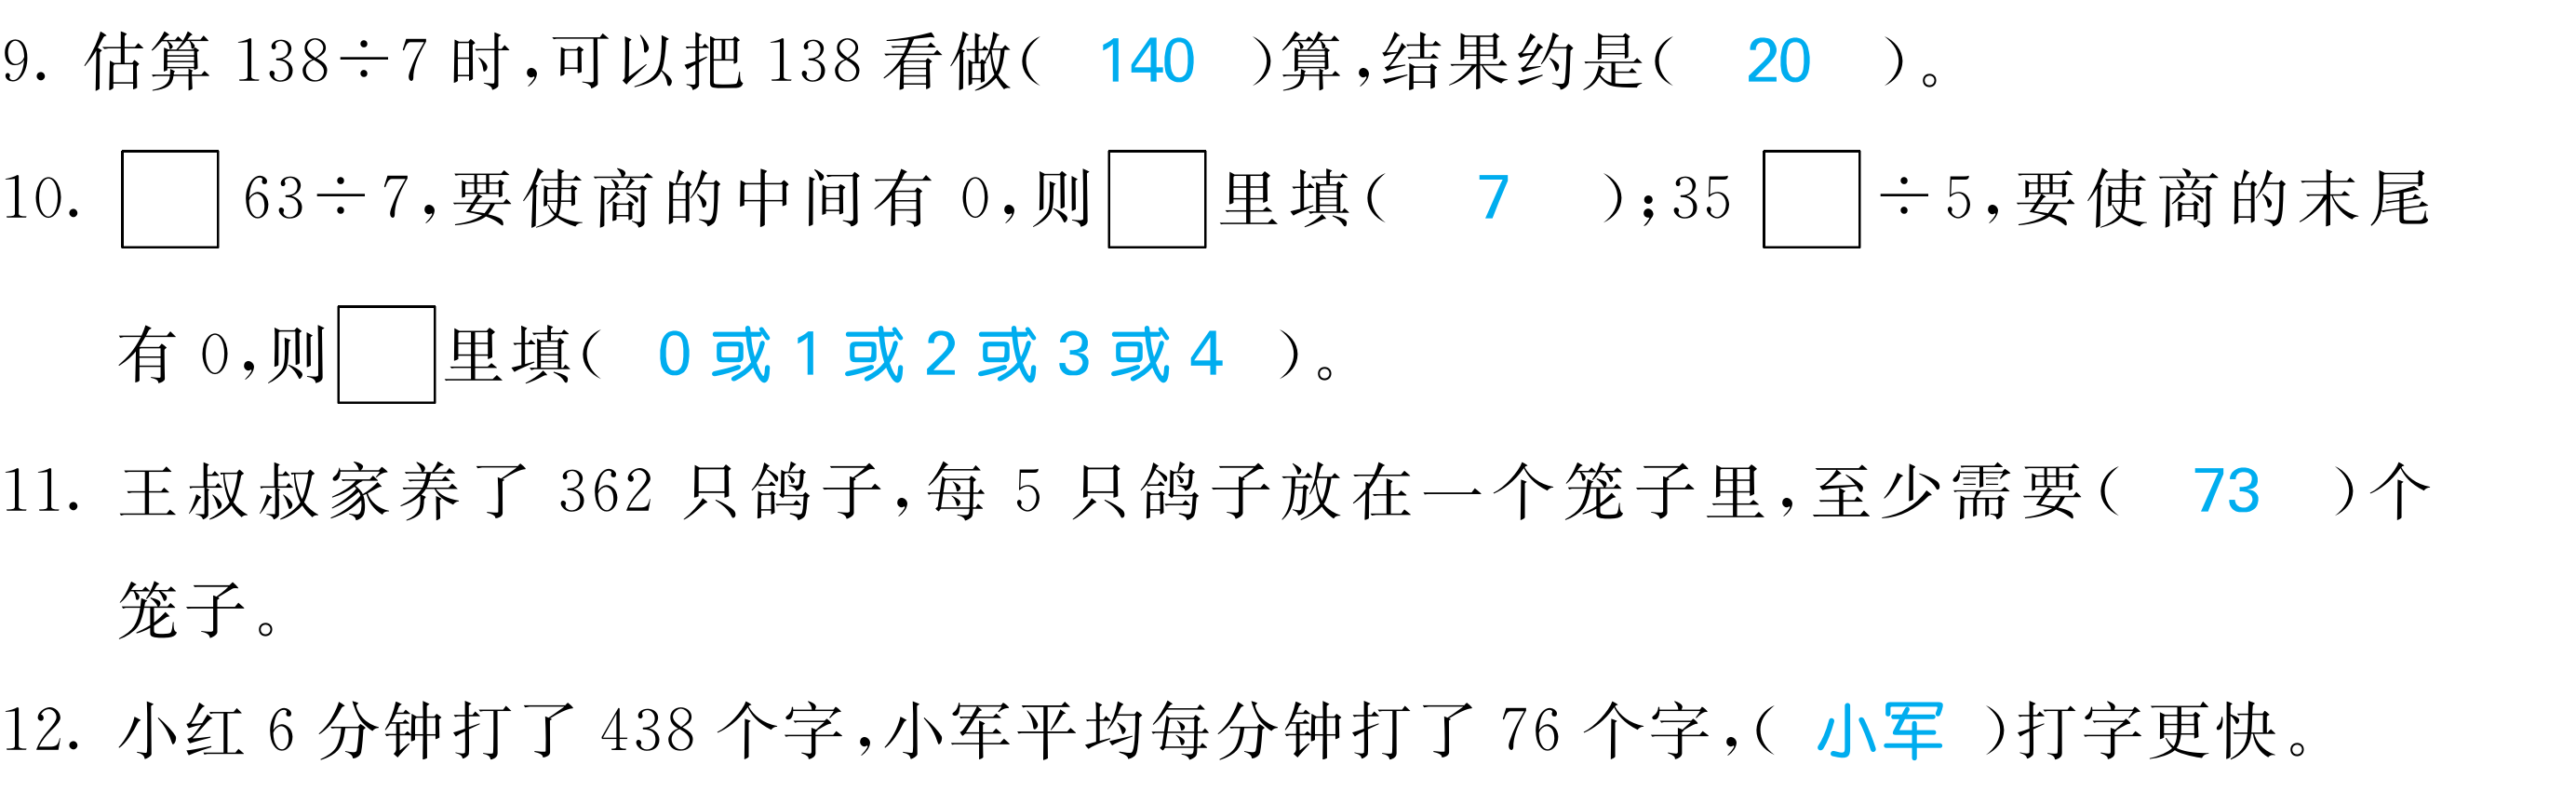 9. 估算 138÷7 时,可以把 138 看做( 140 )算,结果约是( 20 )。
10. □ 63÷7,要使商的中间有 0,则□里填( 7 );35 □÷5,要使商的末尾
有 0,则□里填( 0 或 1 或 2 或 3 或 4 )。
11. 王叔叔家养了 362 只鸽子,每 5 只鸽子放在一个笼子里,至少需要( 73 )个
笼子。
12. 小红 6 分钟打了 438 个字,小军平均每分钟打了 76 个字,( 小军 )打字更快。